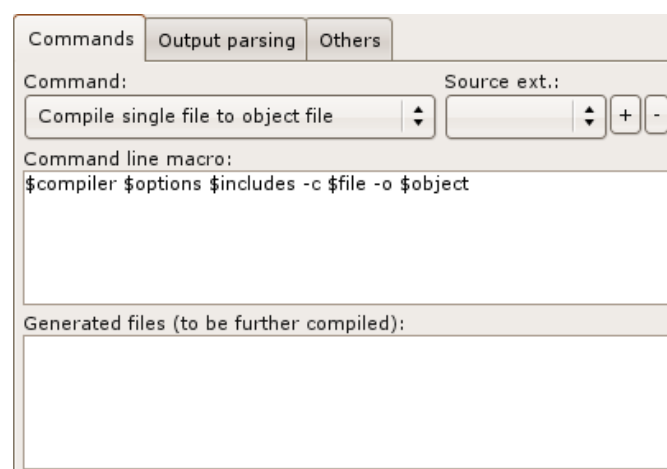 Commands Output parsing Others
Command: Source ext.:
Compile single file to object file + -
Command line macro:
$compiler $options $includes -c $file -o $object
Generated files (to be further compiled):